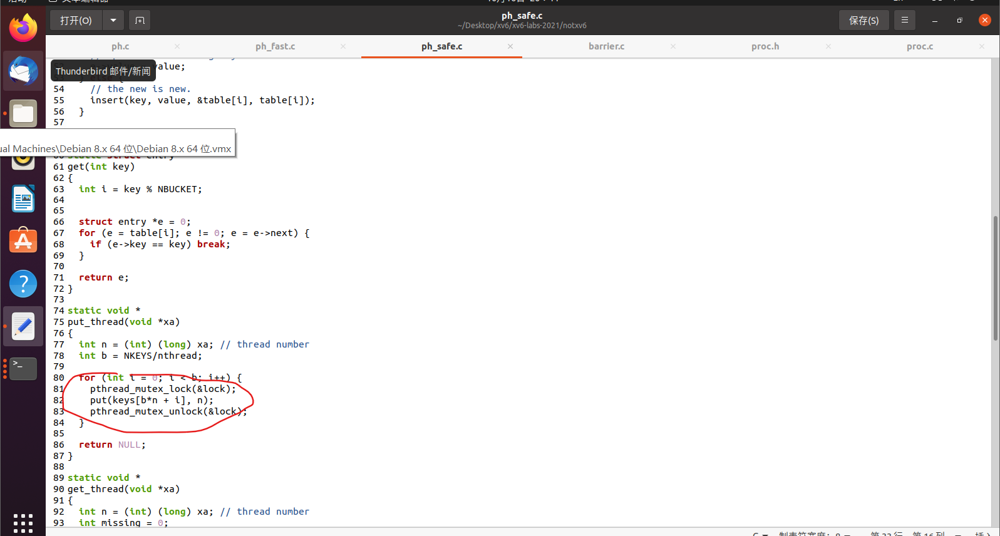 文本编辑器
打开(O)
ph_safe.c
~/Desktop/xv6/xv6-labs-2021/notxv6
保存(S)
ph.c
ph_fast.c
ph_safe.c
barrier.c
proc.h
proc.c
value;
Thunderbird 邮件/新闻
54 // the new is new.
55 insert(key, value, &table[i], table[i]);
56 }
57
ual Machines\Debian 8.x 64 位\Debian 8.x 64 位.vmx
61 get(int key)
62 {
63 int i = key % NBUCKET;
64
65
66 struct entry *e = 0;
67 for (e = table[i]; e != 0; e = e->next) {
68 if (e->key == key) break;
69 }
70
71 return e;
72 }
73
74 static void *
75 put_thread(void *xa)
76 {
77 int n = (int) (long) xa; // thread number
78 int b = NKEYS/nthread;
79
80 for (int i = 0; i < b; i++) {
81 pthread_mutex_lock(&lock);
82 put(keys[b*n + i], n);
83 pthread_mutex_unlock(&lock);
84 }
85
86 return NULL;
87 }
88
89 static void *
90 get_thread(void *xa)
91 {
92 int n = (int) (long) xa; // thread number
93 int missing = 0;